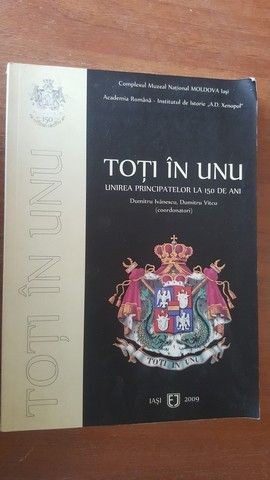 Complexul Muzeal Național MOLDOVA Iași
Academia Română - Institutul de Istorie „A.D. Xenopol”
150
TOȚI ÎN UNU
UNIREA PRINCIPATELOR LA 150 DE ANI
Dumitru Ivănescu, Dumitru Vitcu
(coordonatori)
TOȚI ÎN UNU
TOȚI ÎN UNU
IAȘI
2009